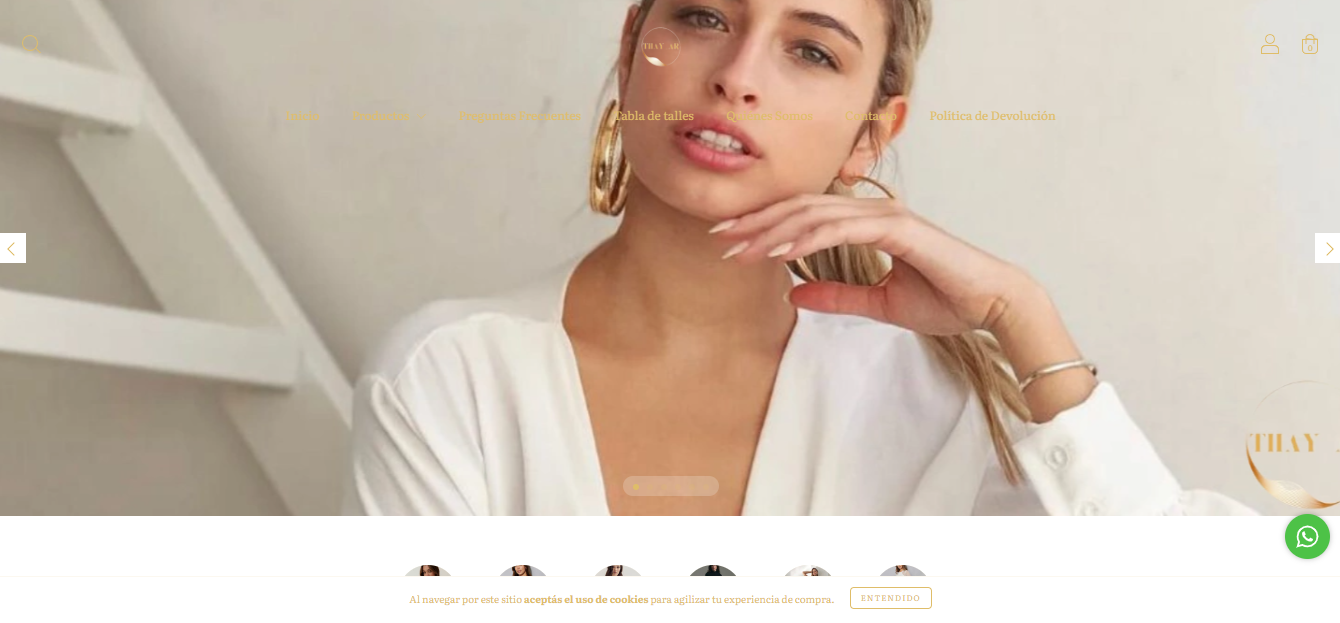 THAY AR
0
Inicio
Productos
Preguntas Frecuentes
Tabla de talles
Quiénes Somos
Contacto
Política de Devolución
THAY
Al navegar por este sitio aceptás el uso de cookies para agilizar tu experiencia de compra.
ENTENDIDO